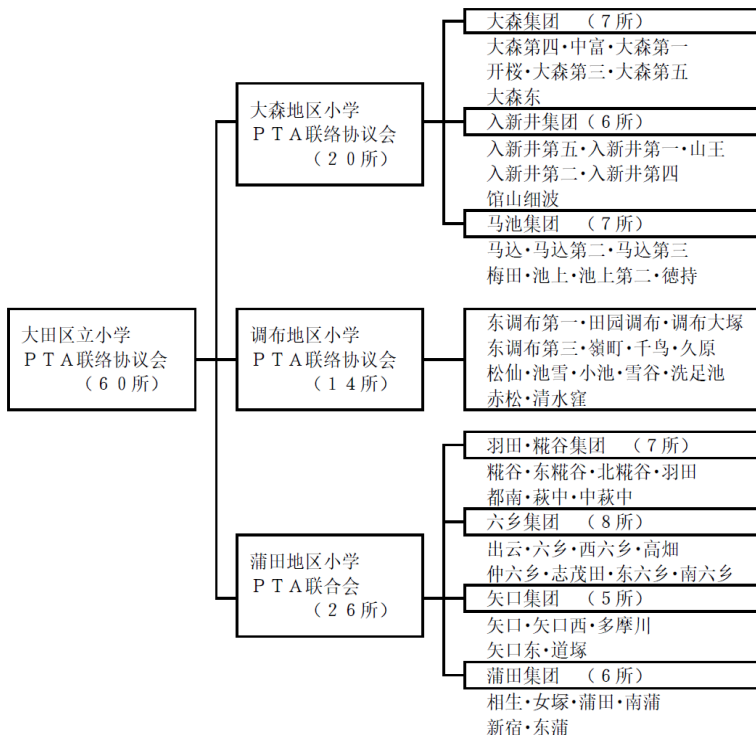 大田区立小学
ＰＴＡ联络协议会
（６０所）
大森地区小学
ＰＴＡ联络协议会
（２０所）
大森集团　（７所）
大森第四・中富・大森第一
开桜・大森第三・大森第五
大森东
入新井集团（６所）
入新井第五・入新井第一・山王
入新井第二・入新井第四
馆山细波
马池集团　（７所）
马込・马込第二・马込第三
梅田・池上・池上第二・徳持
调布地区小学
ＰＴＡ联络协议会
（１４所）
东调布第一・田园调布・调布大塚
东调布第三・嶺町・千鸟・久原
松仙・池雪・小池・雪谷・洗足池
赤松・清水窪
蒲田地区小学
ＰＴＡ联合会
（２６所）
羽田・糀谷集团　（７所）
糀谷・东糀谷・北糀谷・羽田
都南・萩中・中萩中
六乡集团　（８所）
出云・六乡・西六乡・高畑
仲六乡・志茂田・东六乡・南六乡
矢口集团　（５所）
矢口・矢口西・多摩川
矢口东・道塚
蒲田集团　（６所）
相生・女塚・蒲田・南蒲
新宿・东蒲